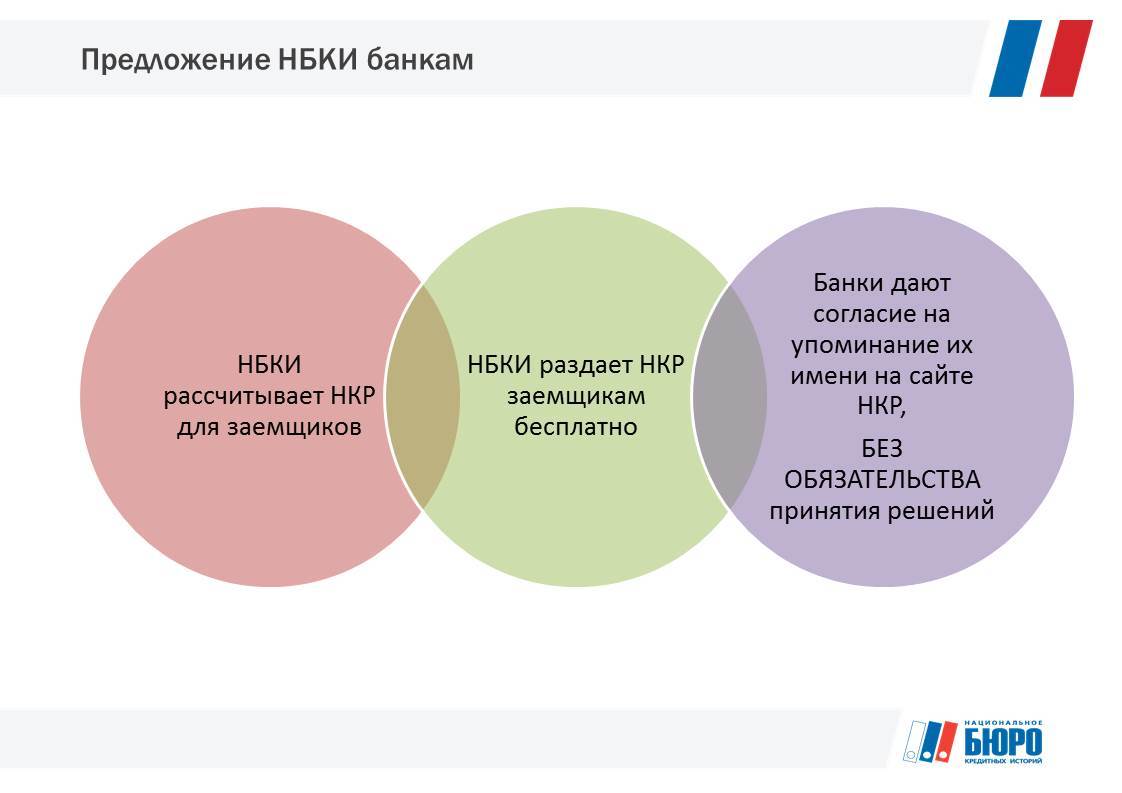 Предложение НБКИ банкам
НБКИ
рассчитывает НКР
для заемщиков
НБКИ раздает НКР
заемщикам
бесплатно
Банки дают
согласие на
упоминание их
имени на сайте
НКР,
БЕЗ
ОБЯЗАТЕЛЬСТВА
принятия решений
НАЦИОНАЛЬНОЕ
БЮРО
КРЕДИТНЫХ ИСТОРИЙ